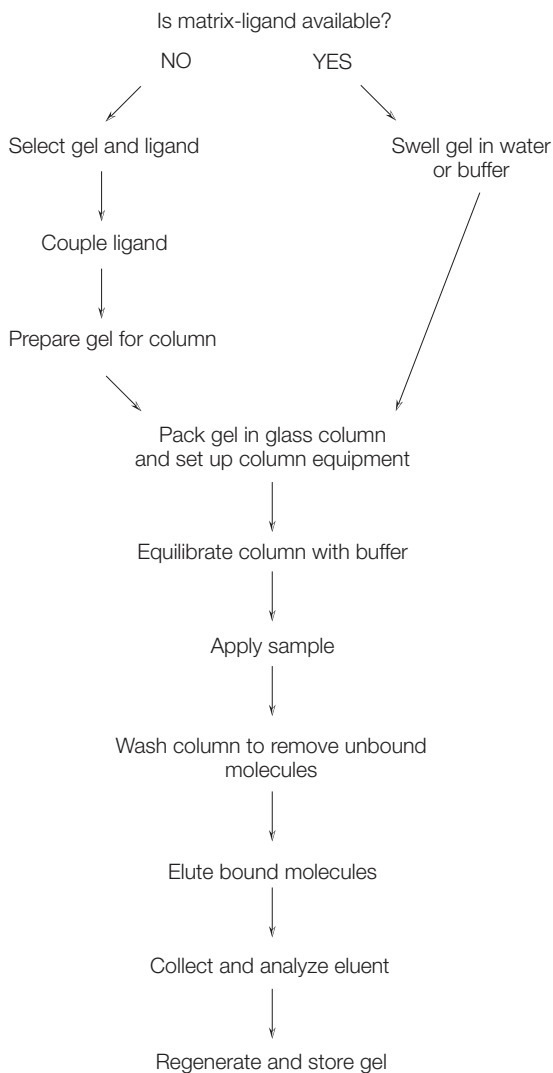 Is matrix-ligand available?
NO YES
Select gel and ligand
Swell gel in water
or buffer
Couple ligand
Prepare gel for column
Pack gel in glass column
and set up column equipment
Equilibrate column with buffer
Apply sample
Wash column to remove unbound
molecules
Elute bound molecules
Collect and analyze eluent
Regenerate and store gel